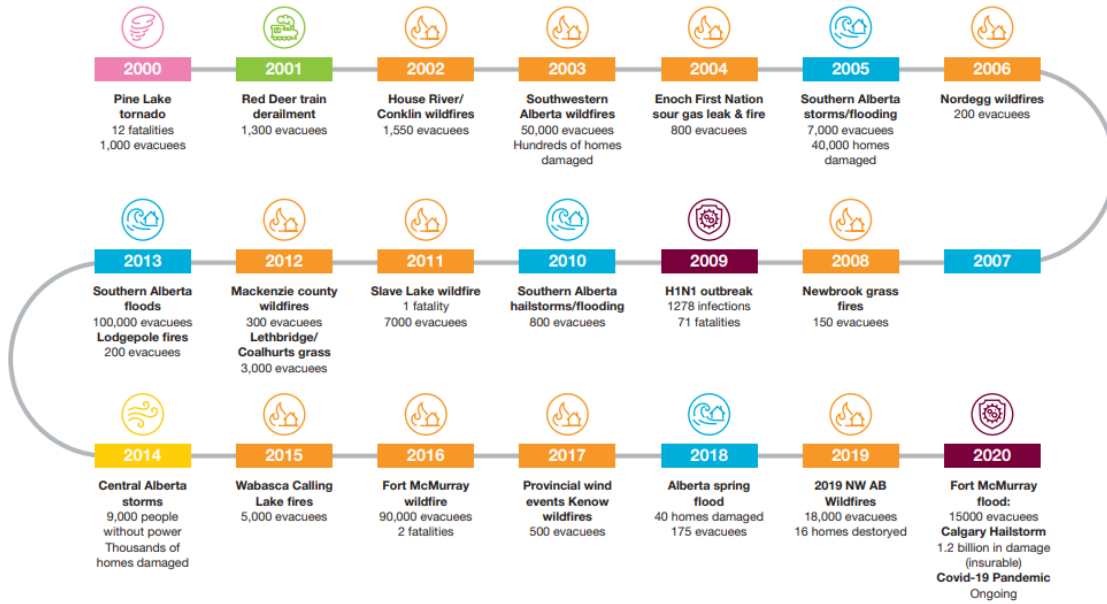 2000
Pine Lake
tornado
12 fatalities
1,000 evacuees
2001
Red Deer train
derailment
1,300 evacuees
2002
House River/
Conklin wildfires
1,550 evacuees
2003
Southwestern
Alberta wildfires
50,000 evacuees
Hundreds of homes
damaged
2004
Enoch First Nation
sour gas leak & fire
800 evacuees
2005
Southern Alberta
storms/flooding
7,000 evacuees
40,000 homes
damaged
2006
Nordegg wildfires
200 evacuees
2007
2008
Newbrook grass
fires
150 evacuees
2009
H1N1 outbreak
1278 infections
71 fatalities
2010
Southern Alberta
hailstorms/flooding
800 evacuees
2011
Slave Lake wildfire
1 fatality
7000 evacuees
2012
Mackenzie county
wildfires
300 evacuees
Lethbridge/
Coalhurts grass
3,000 evacuees
2013
Southern Alberta
floods
100,000 evacuees
Lodgepole fires
200 evacuees
2014
Central Alberta
storms
9,000 people
without power
Thousands of
homes damaged
2015
Wabasca Calling
Lake fires
5,000 evacuees
2016
Fort McMurray
wildfire
90,000 evacuees
2 fatalities
2017
Provincial wind
events Kenow
wildfires
500 evacuees
2018
Alberta spring
flood
40 homes damaged
175 evacuees
2019
2019 NW AB
Wildfires
18,000 evacuees
16 homes destoryed
2020
Fort McMurray
flood:
15000 evacuees
Calgary Hailstorm
1.2 billion in damage
(insurable)
Covid-19 Pandemic
Ongoing